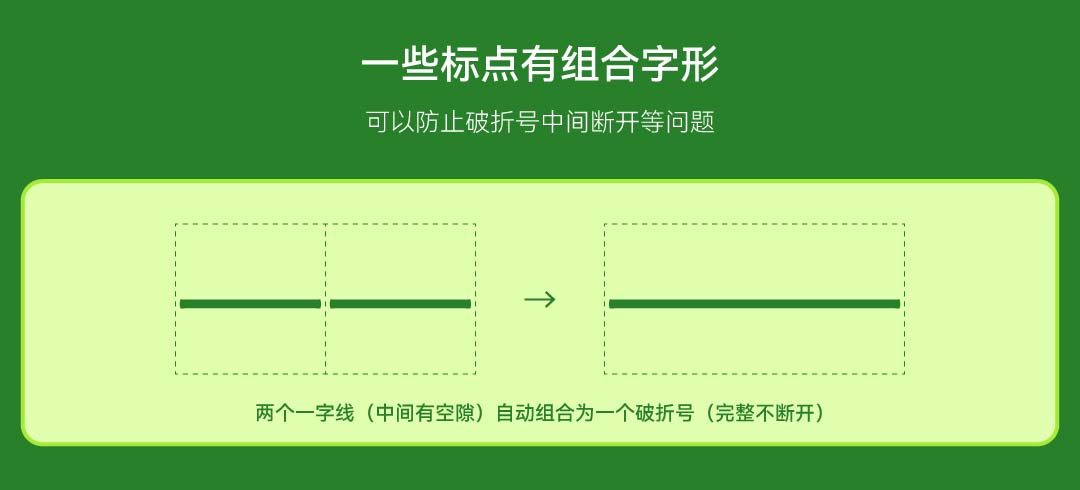 一些标点有组合字形
可以防止破折号中间断开等问题
→
两个一字线（中间有空隙）自动组合为一个破折号（完整不断开）